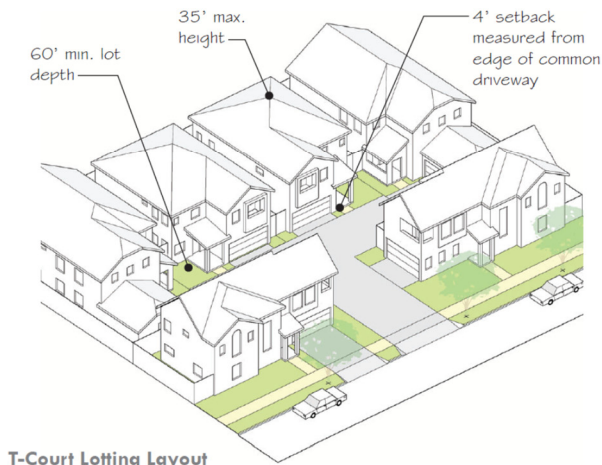 35' max.
height
4' setback
measured from
edge of common
driveway
60' min. lot
depth
T-Court Lotting Layout